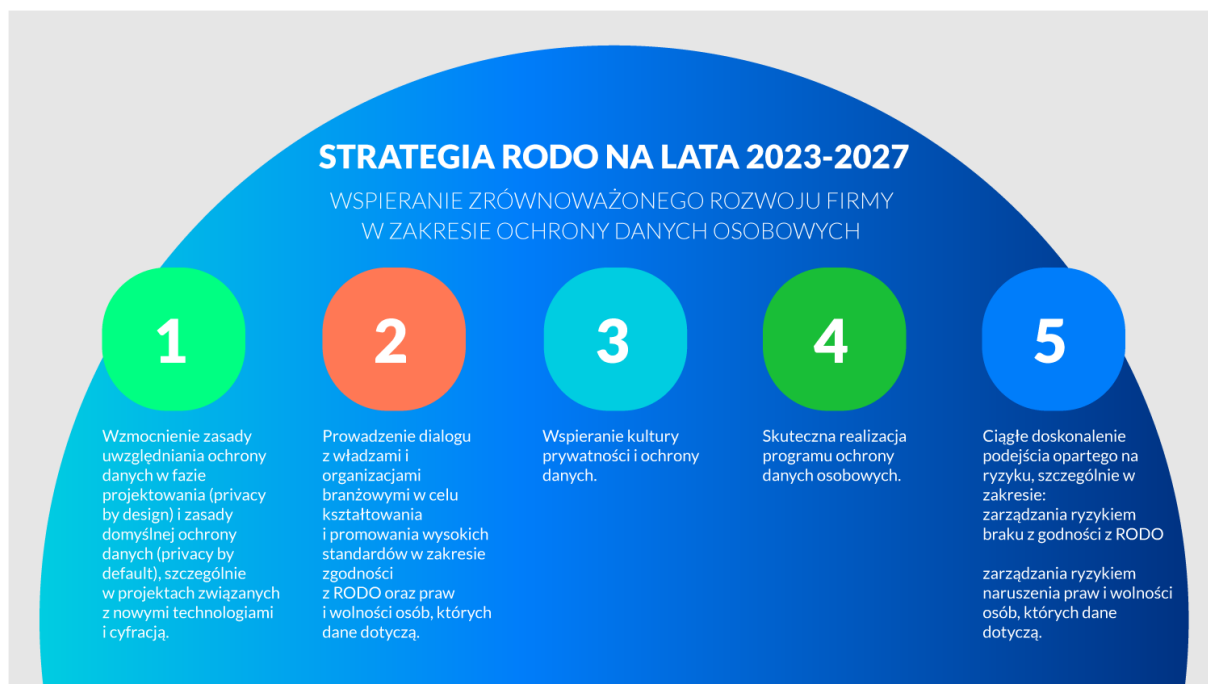 STRATEGIA RODO NA LATA 2023-2027
WSPIERANIE ZRÓWNOWAŻONEGO ROZWOJU FIRMY
W ZAKRESIE OCHRONY DANYCH OSOBOWYCH
1
Wzmocnienie zasady
uwzględniania ochrony
danych w fazie
projektowania (privacy
by design) i zasady
domyślnej ochrony
danych (privacy by
default), szczególnie
w projektach związanych
z nowymi technologiami
i cyfracją.
2
Prowadzenie dialogu
z władzami i
organizacjami
branżowymi w celu
kształtowania
i promowania wysokich
standardów w zakresie
zgodności
z RODO oraz praw
i wolności osób, których
dane dotyczą.
3
Wspieranie kultury
prywatności i ochrony
danych.
4
Skuteczna realizacja
programu ochrony
danych osobowych.
5
Ciągłe doskonalenie
podejścia opartego na
ryzyku, szczególnie w
zakresie:
zarządzania ryzykiem
braku z godności z RODO
zarządzania ryzykiem
naruszenia praw i wolności
osób, których dane
dotyczą.